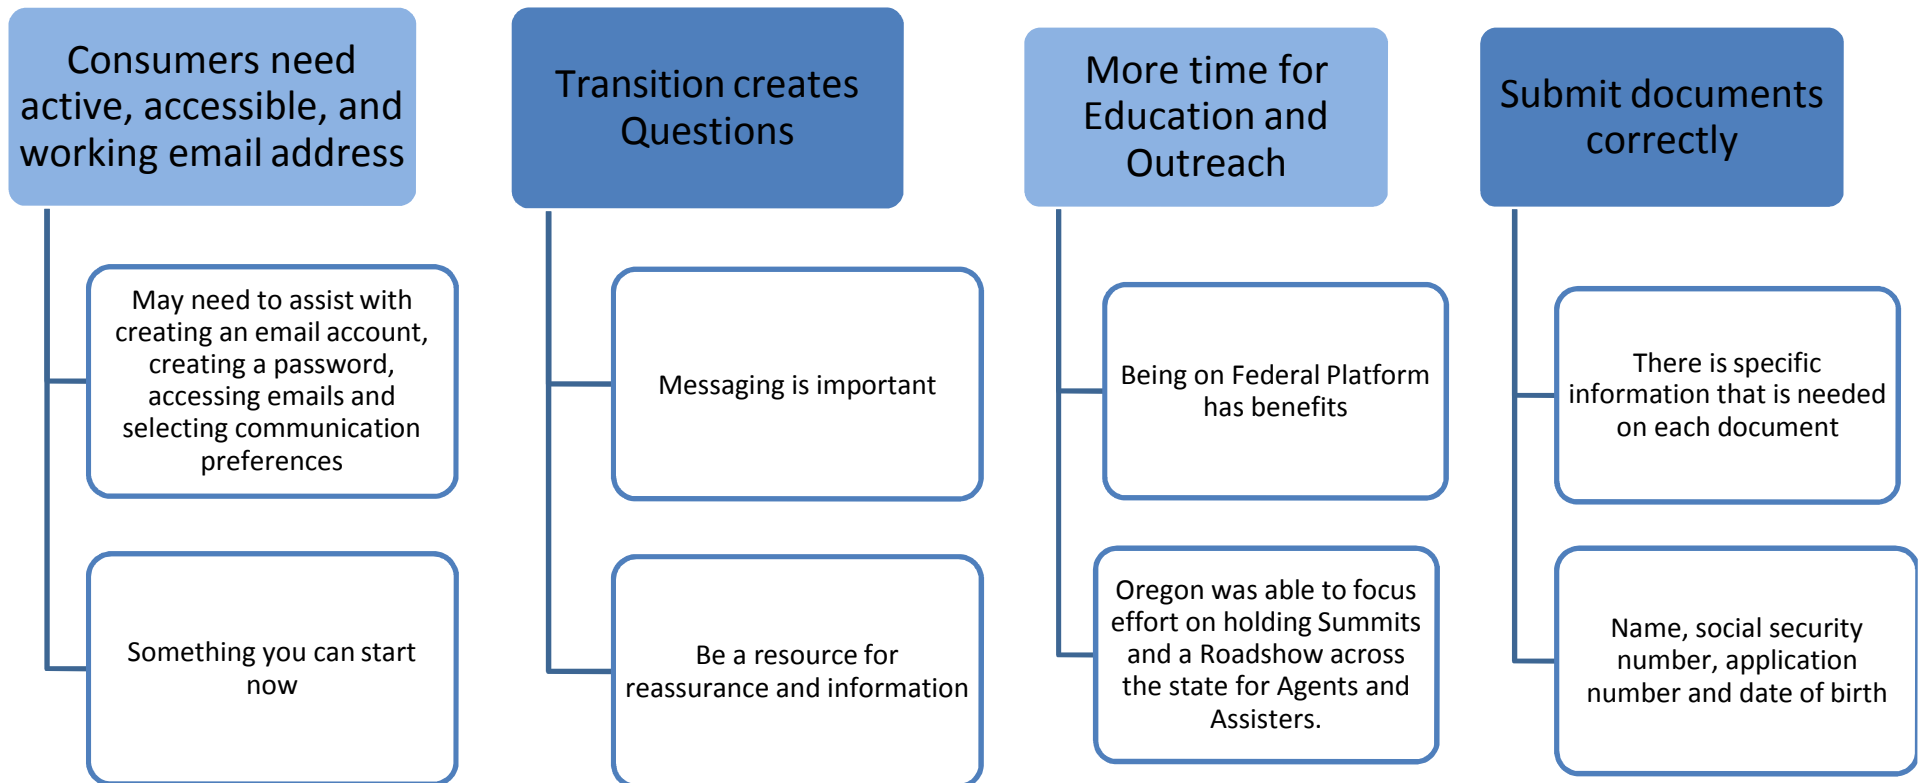 Consumers need
active, accessible, and
working email address
May need to assist with
creating an email account,
creating a password,
accessing emails and
selecting communication
preferences
Something you can start
now
Transition creates
Questions
Messaging is important
Be a resource for
reassurance and information
More time for
Education and
Outreach
Being on Federal Platform
has benefits
Oregon was able to focus
effort on holding Summits
and a Roadshow across
the state for Agents and
Assisters.
Submit documents
correctly
There is specific
information that is needed
on each document
Name, social security
number, application
number and date of birth